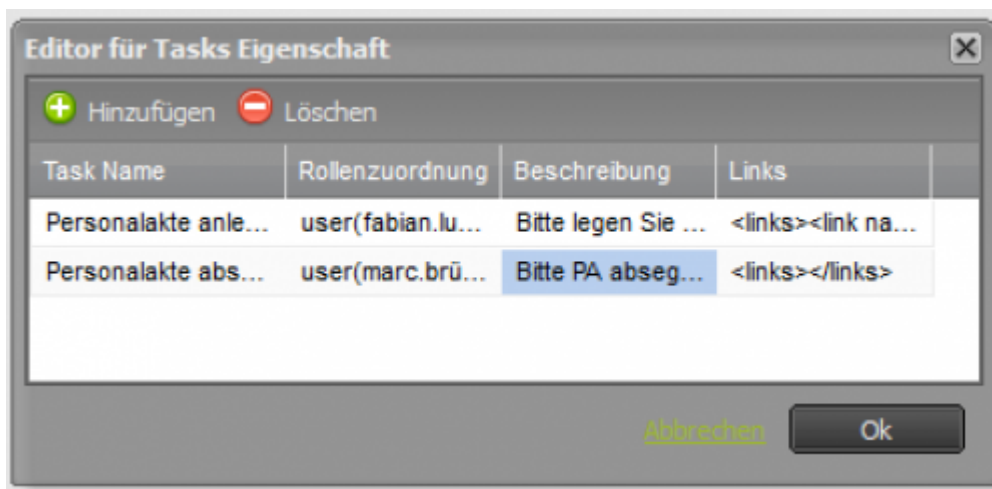 Editor für Tasks Eigenschaft
Hinzufügen Löschen
Task Name Rollenzuordnung Beschreibung Links
Personalakte anle... user(fabian.lu... Bitte legen Sie ... <links><link na...
Personalakte abs... user(marc.brü... Bitte PA abseg... <links></links>
Abbrechen Ok